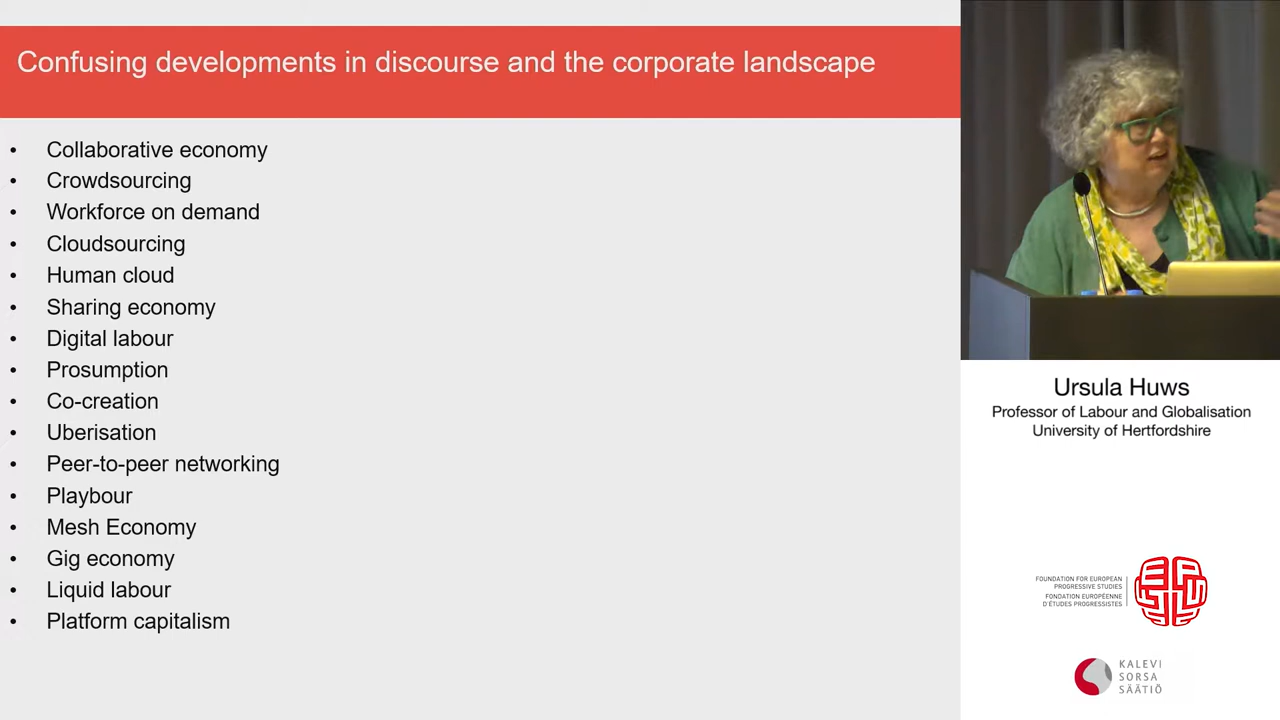 Confusing developments in discourse and the corporate landscape
• Collaborative economy
• Crowdsourcing
• Workforce on demand
• Cloudsourcing
• Human cloud
• Sharing economy
• Digital labour
• Prosumption
• Co-creation
• Uberisation
• Peer-to-peer networking
• Playbour
• Mesh Economy
• Gig economy
• Liquid labour
• Platform capitalism
Ursula Huws
Professor of Labour and Globalisation
University of Hertfordshire
FOUNDATION FOR EUROPEAN
PROGRESSIVE STUDIES
FONDATION EUROPÉENNE
D'ÉTUDES PROGRESSISTES
KALEVI
SORSA
SÄÄTIÖ